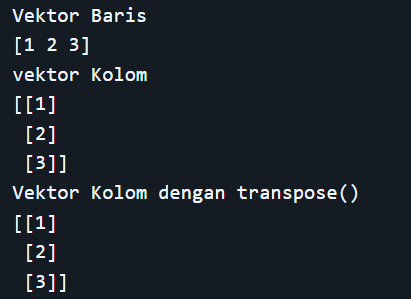 Vektor Baris
[1 2 3]
vektor Kolom
[[1]
 [2]
 [3]]
Vektor Kolom dengan transpose()
[[1]
 [2]
 [3]]